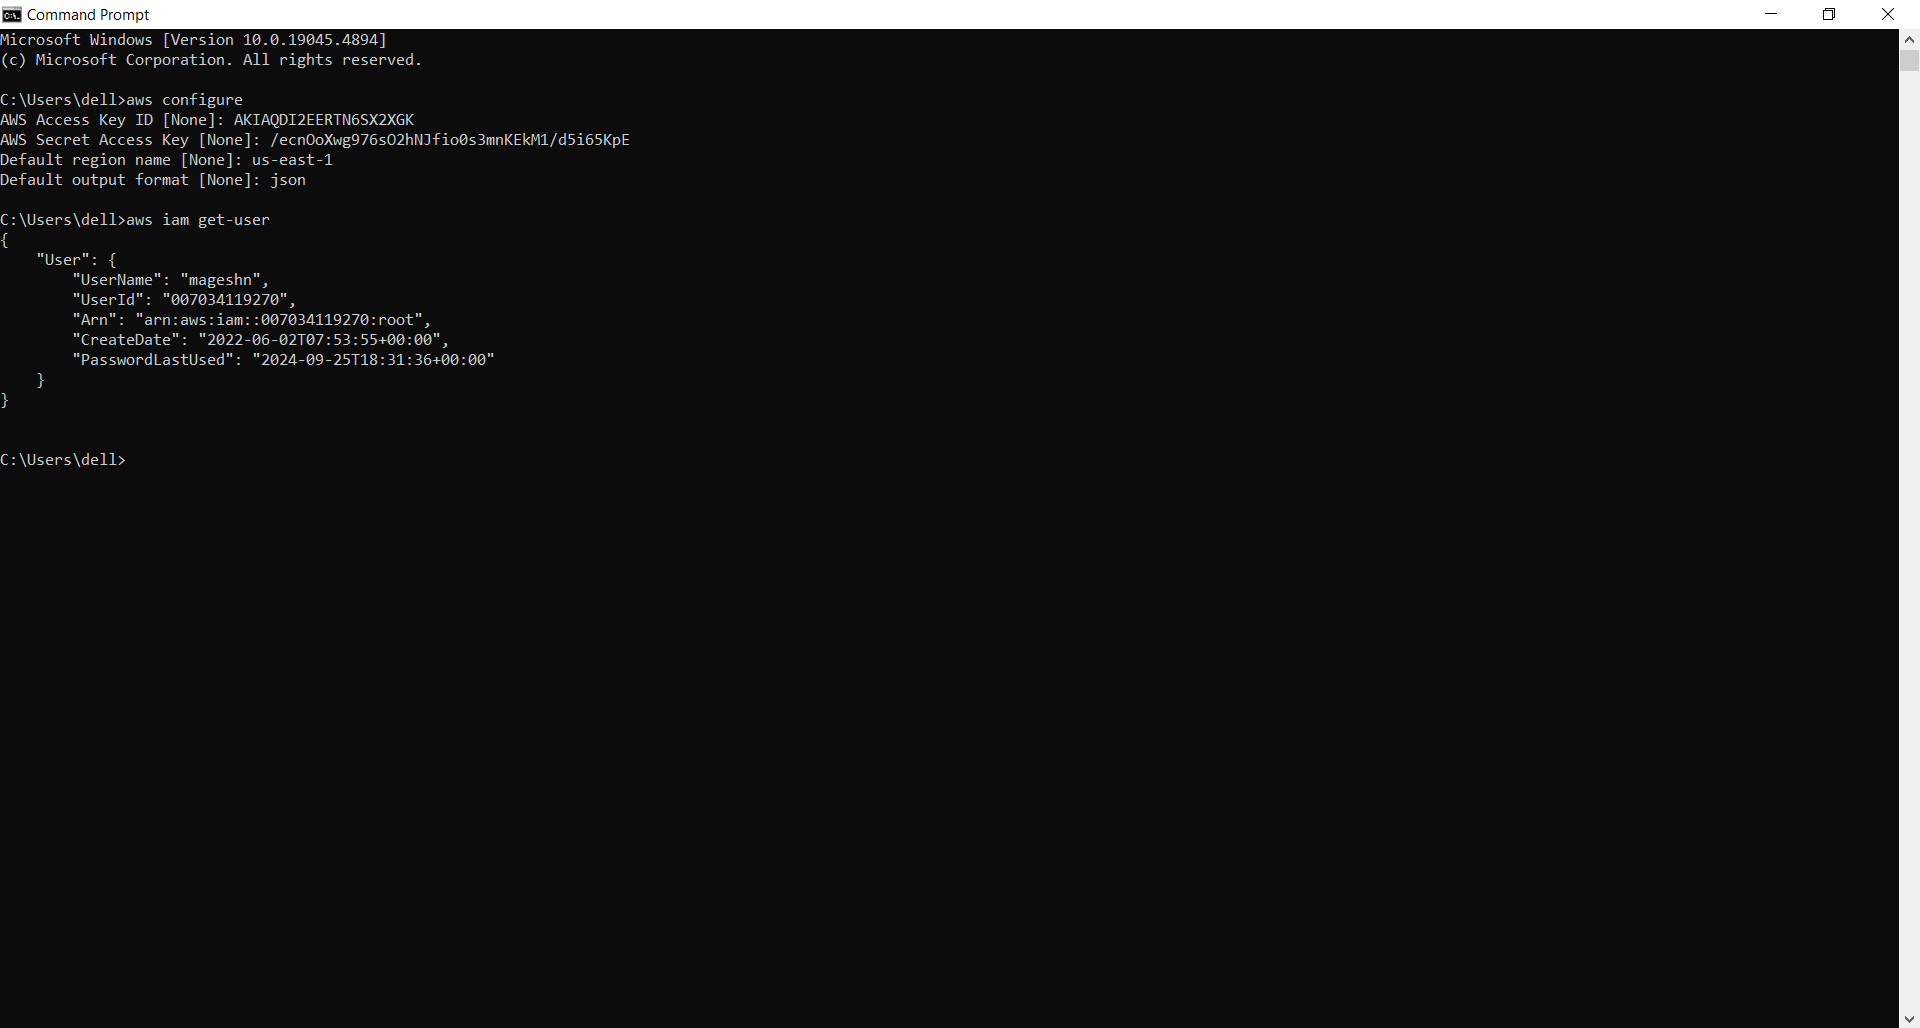 Command Prompt
Microsoft Windows [Version 10.0.19045.4894]
(c) Microsoft Corporation. All rights reserved.
C:\Users\dell>aws configure
AWS Access Key ID [None]: AKIAQDI2EERTN6SX2XGK
AWS Secret Access Key [None]: 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
Default region name [None]: us-east-1
Default output format [None]: json
C:\Users\dell>aws iam get-user
{
    "User": {
        "UserName": "mageshn",
        "UserId": "007034119270",
        "Arn": "arn:aws:iam::007034119270:root",
        "CreateDate": "2022-06-02T07:53:55+00:00",
        "PasswordLastUsed": "2024-09-25T18:31:36+00:00"
    }
}
C:\Users\dell>